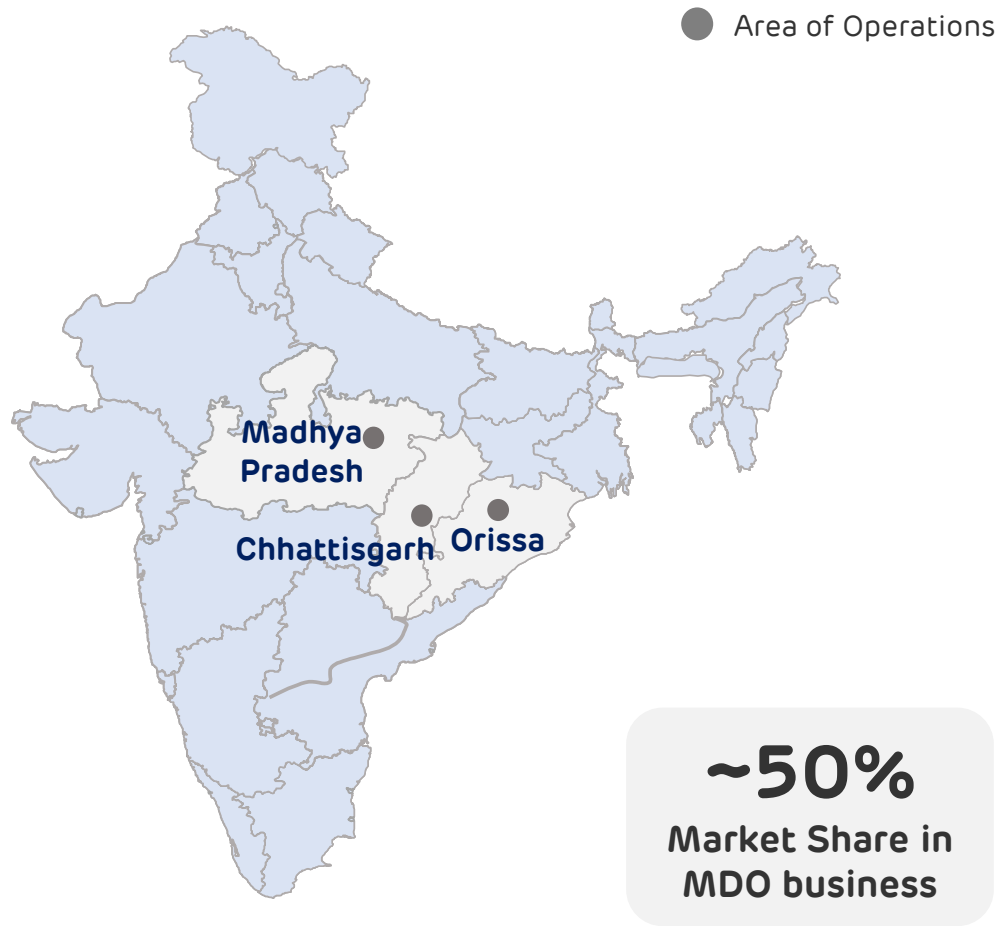 Area of Operations
Madhya
Pradesh
Chhattisgarh
Orissa
~50%
Market Share in
MDO business